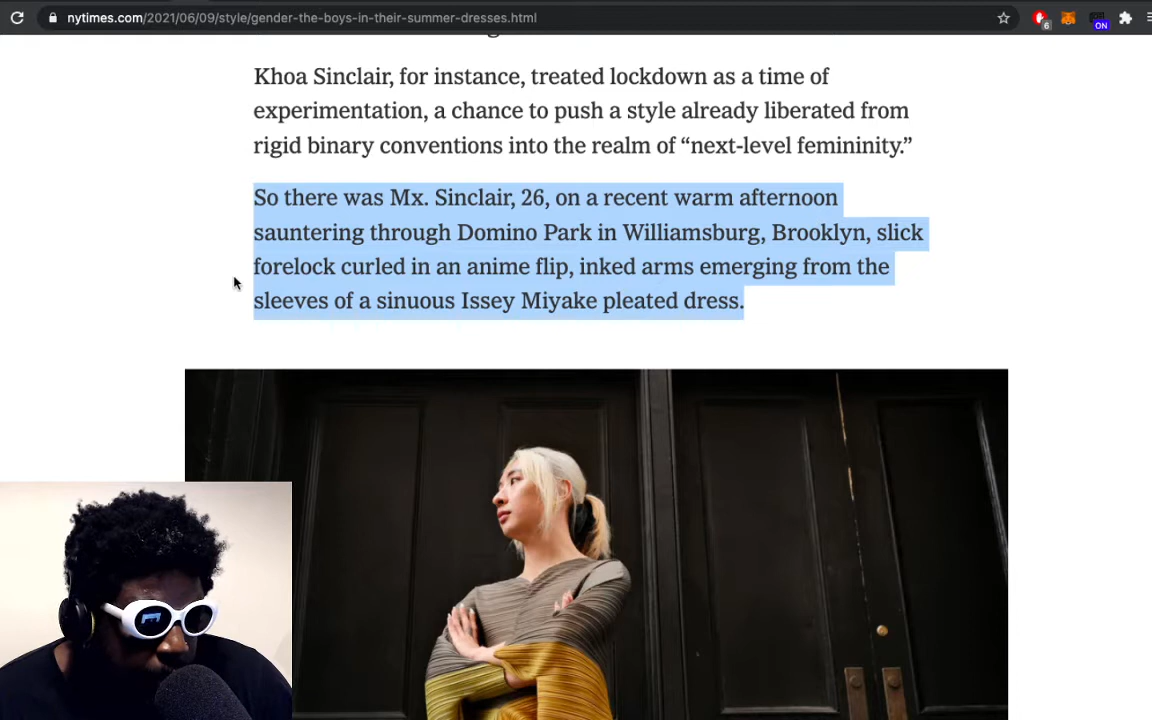 nytimes.com/2021/06/09/style/gender-the-boys-in-their-summer-dresses.html
6
ON
Khoa Sinclair, for instance, treated lockdown as a time of
experimentation, a chance to push a style already liberated from
rigid binary conventions into the realm of “next-level femininity.”
So there was Mx. Sinclair, 26, on a recent warm afternoon
sauntering through Domino Park in Williamsburg, Brooklyn, slick
forelock curled in an anime flip, inked arms emerging from the
sleeves of a sinuous Issey Miyake pleated dress.